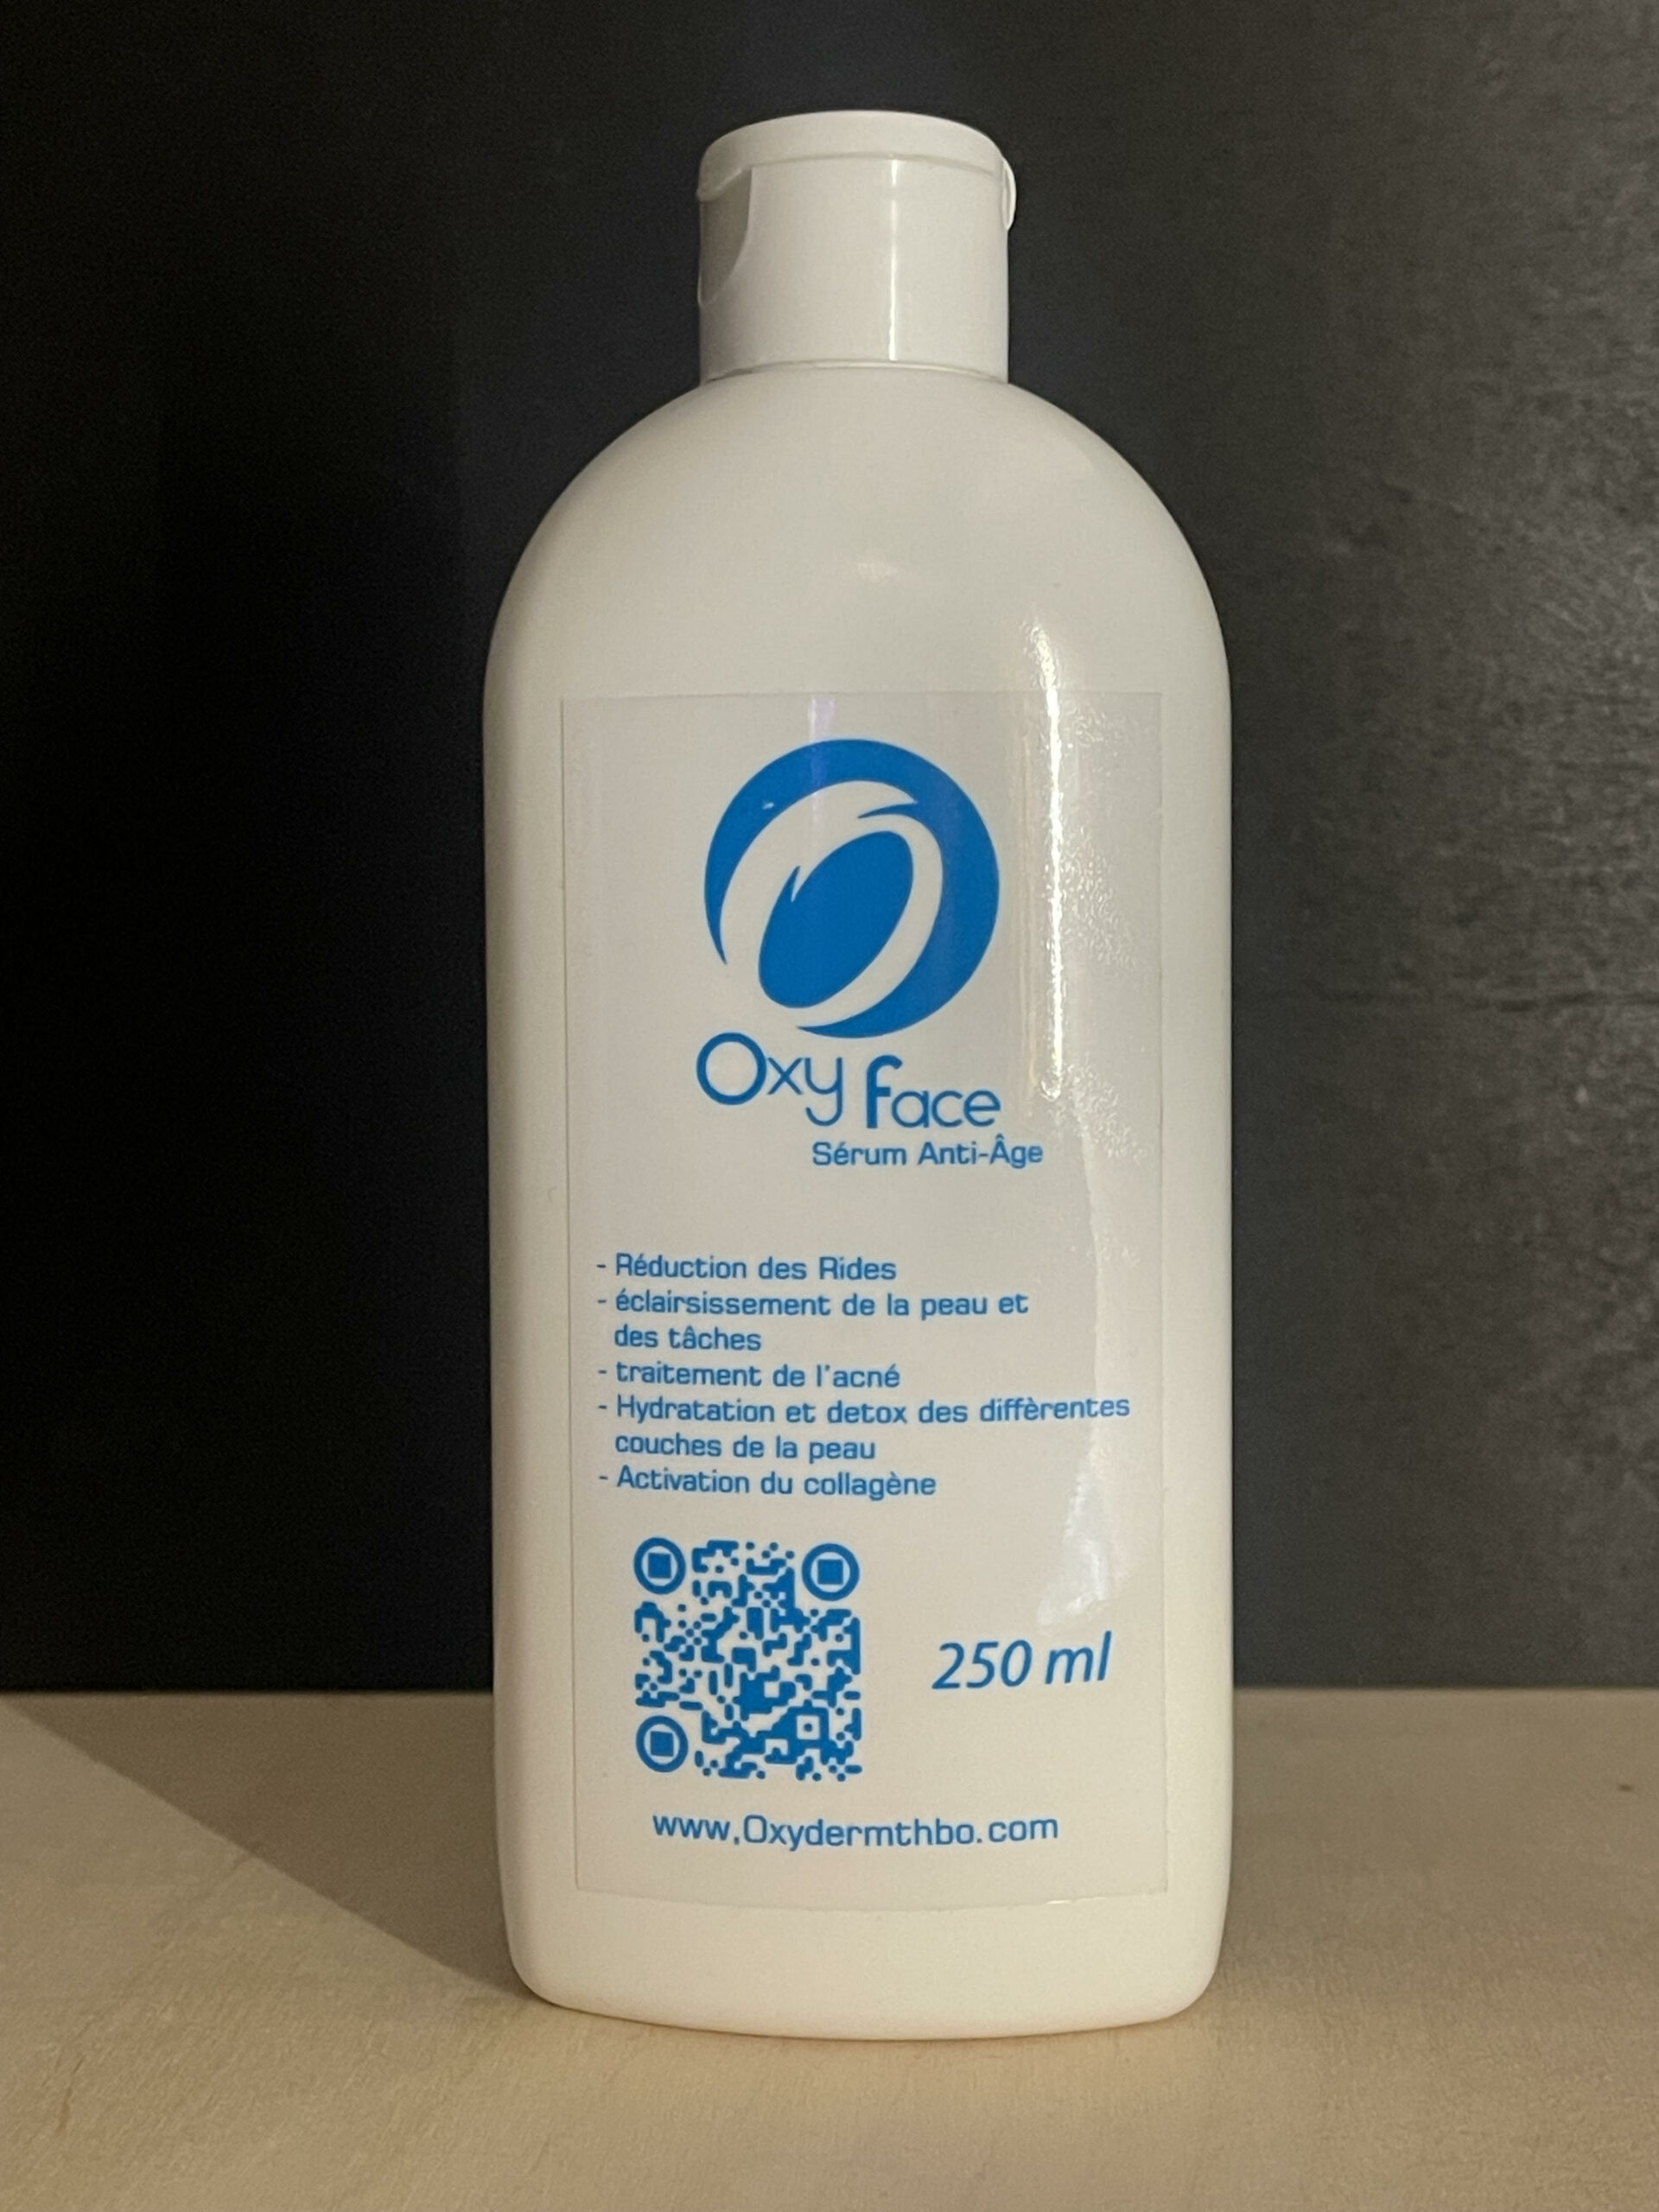 Oxy Face
Sérum Anti-Âge
- Réduction des Rides
- éclairsissement de la peau et
des tâches
- traitement de l'acné
- Hydratation et detox des diffèrentes
couches de la peau
- Activation du collagène
250 ml
www.Oxydermthbo.com